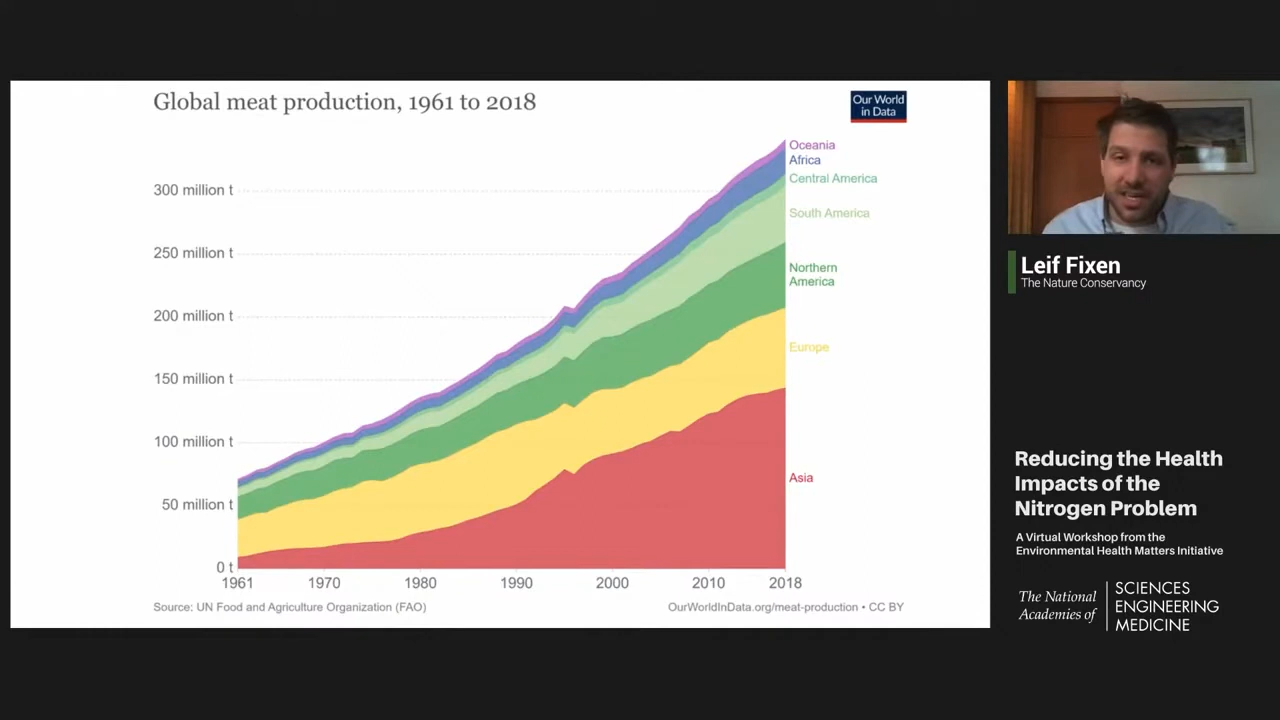 Global meat production, 1961 to 2018
Our World
in Data
Oceania
Africa
Central America
South America
Northern
America
Europe
Asia
300 million t
250 million t
200 million t
150 million t
100 million t
50 million t
0 t
1961
1970
1980
1990
2000
2010
2018
Source: UN Food and Agriculture Organization (FAO)
OurWorldInData.org/meat-production • CC BY
Leif Fixen
The Nature Conservancy
Reducing the Health
Impacts of the
Nitrogen Problem
A Virtual Workshop from the
Environmental Health Matters Initiative
The National
Academies of
SCIENCES
ENGINEERING
MEDICINE